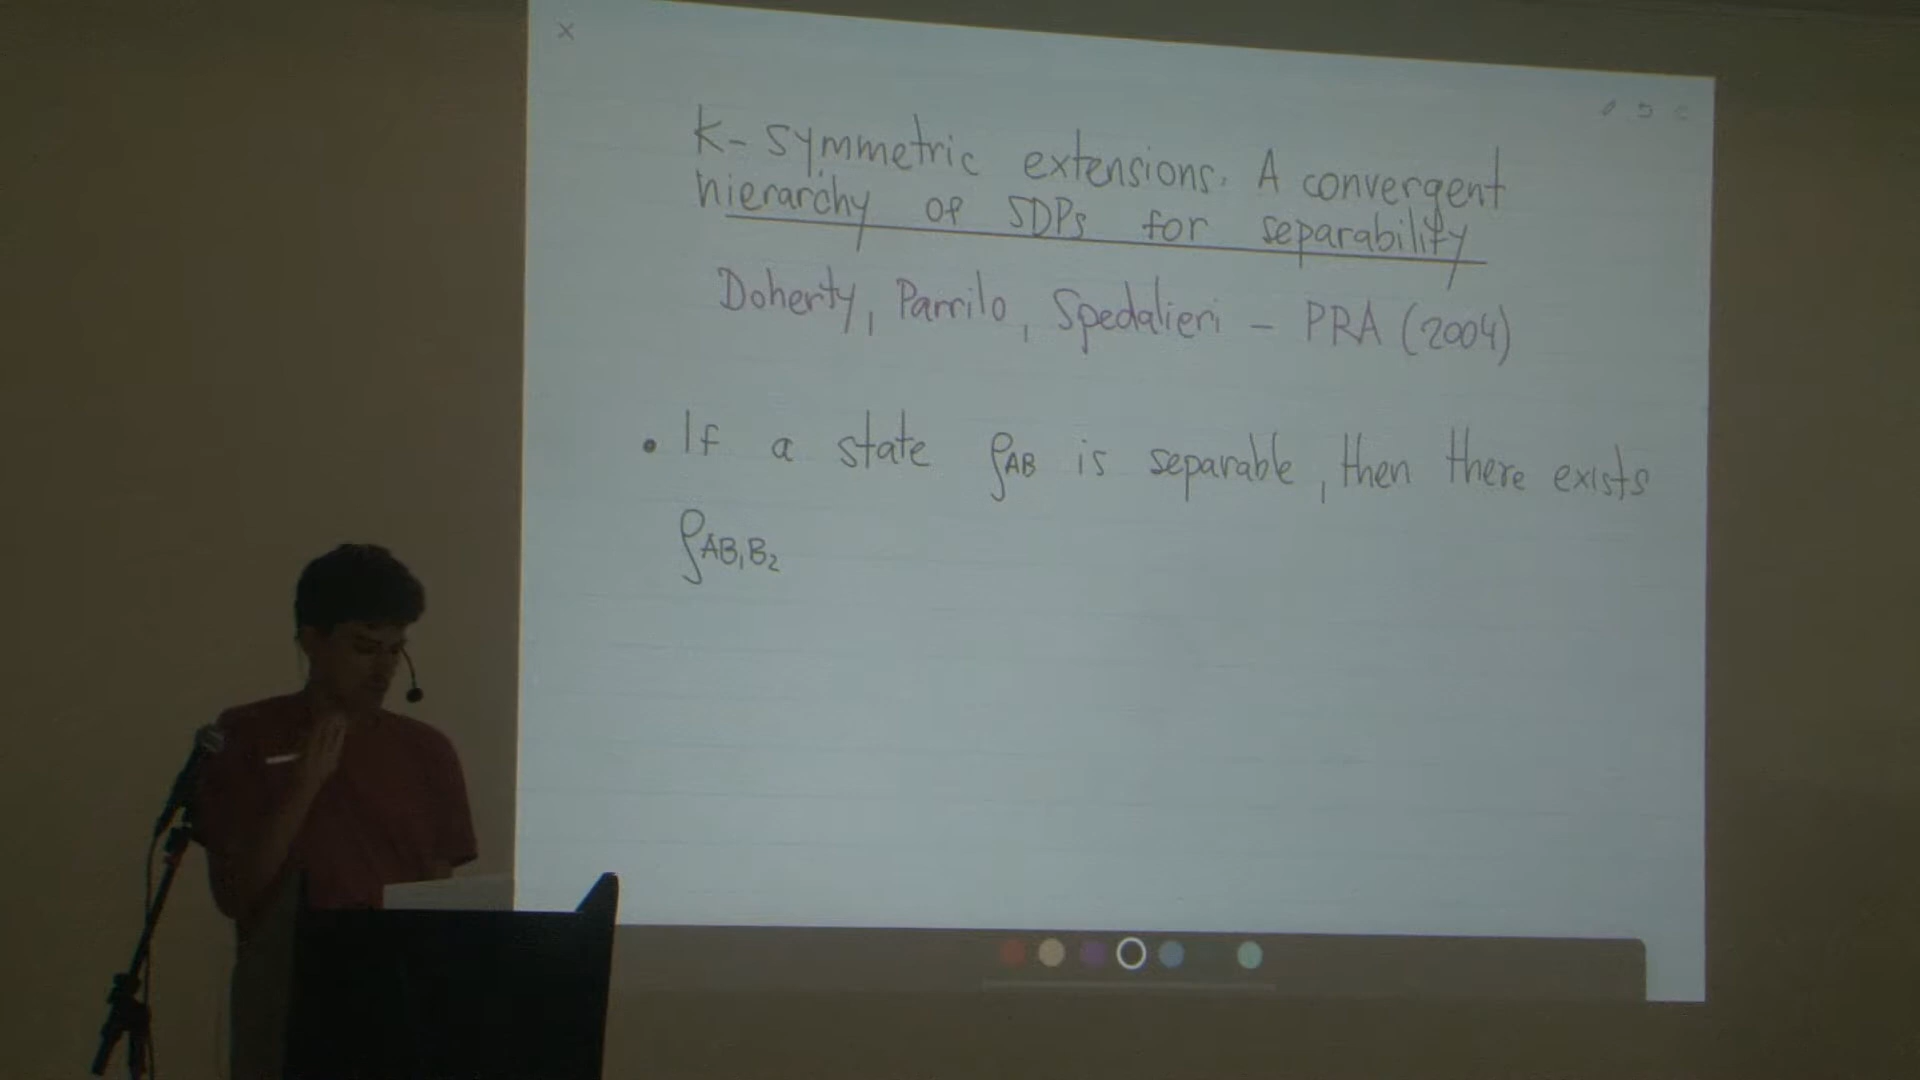 K- symmetric extensions. A convergent
hierarchy of SDPs for separability
Doherty, Parrilo, Spedalieri - PRA (2004)
• If a state ρAB is separable, then there exists
ρAB₁B₂